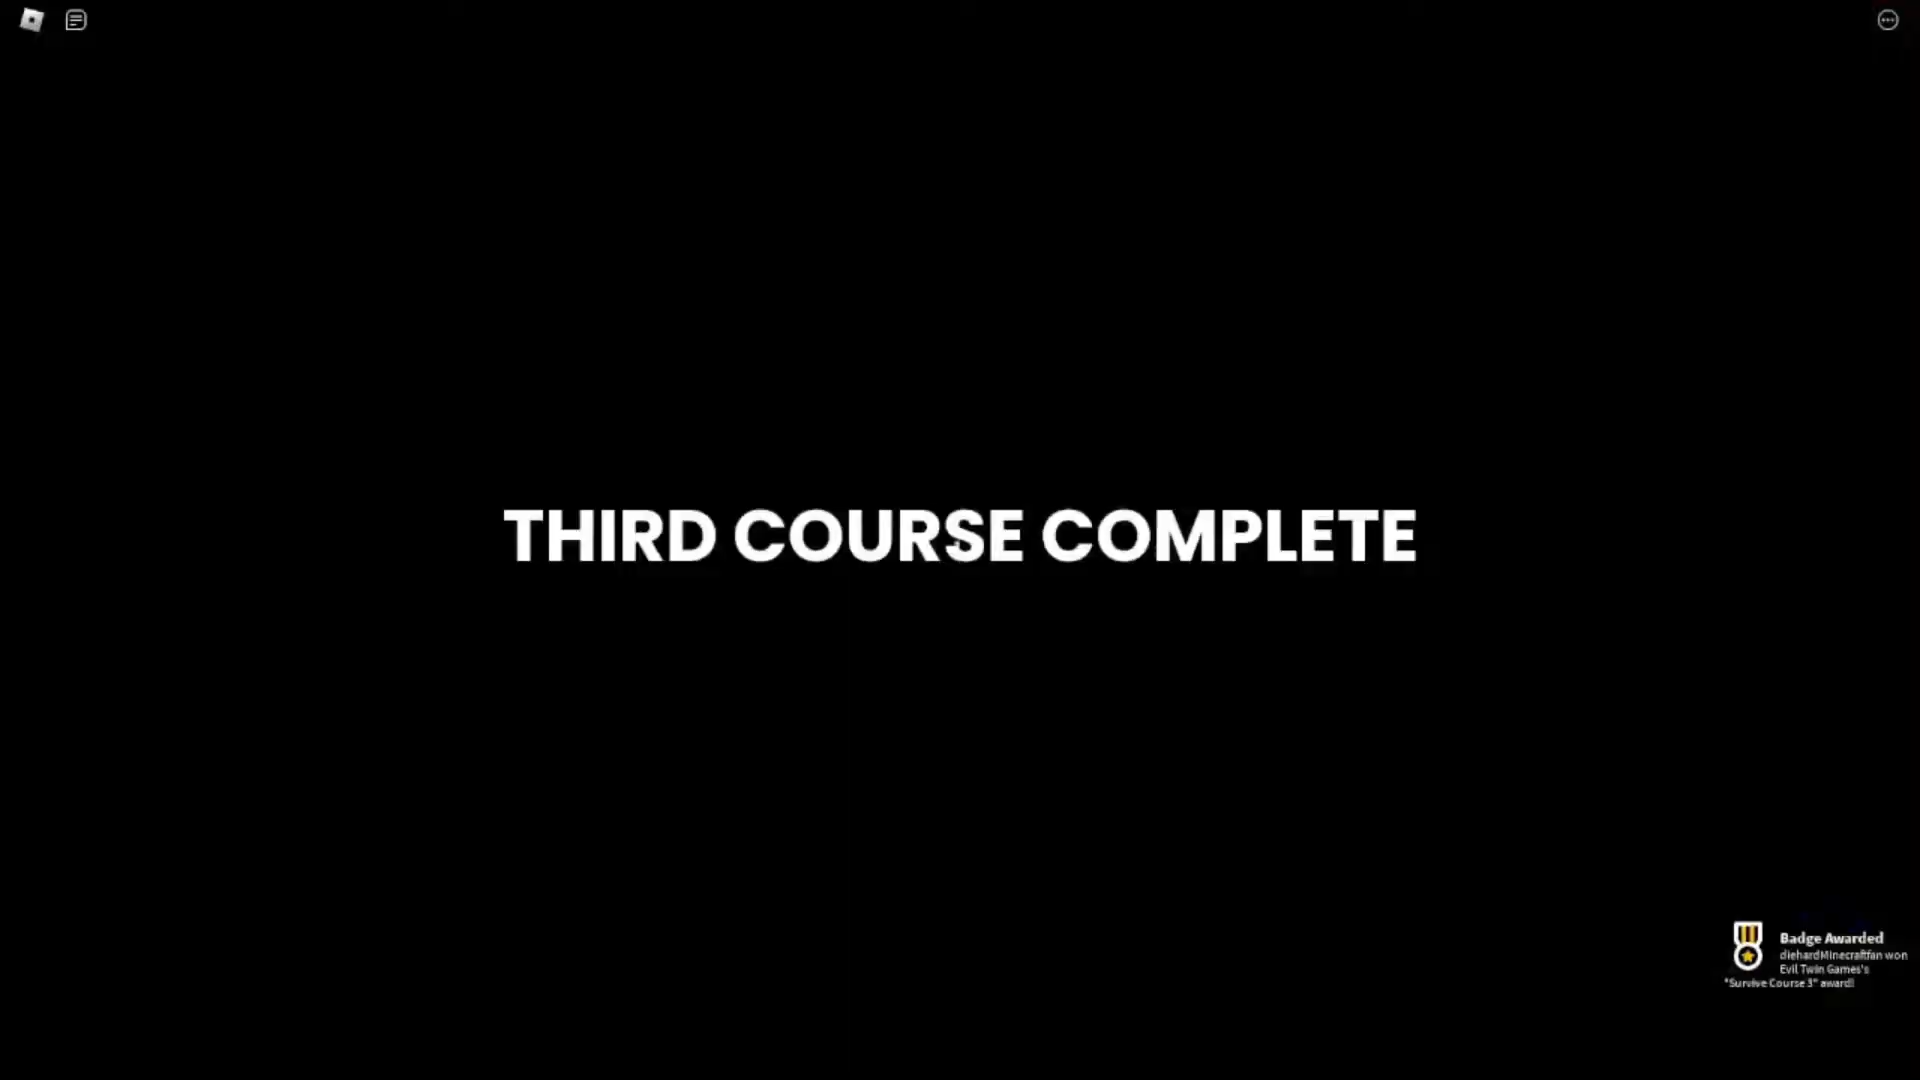 THIRD COURSE COMPLETE
Badge Awarded
diehardMinecraftfan won
Evil Twin Games's
"Survive Course 3" award!